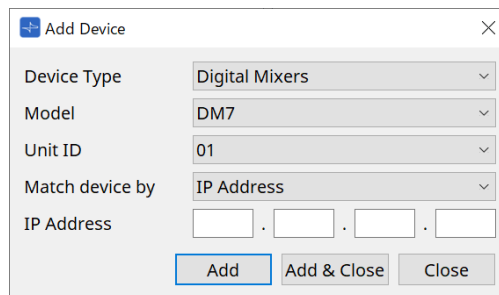 Add Device
Device Type Digital Mixers
Model DM7
Unit ID 01
Match device by IP Address
IP Address . . .
Add Add & Close Close